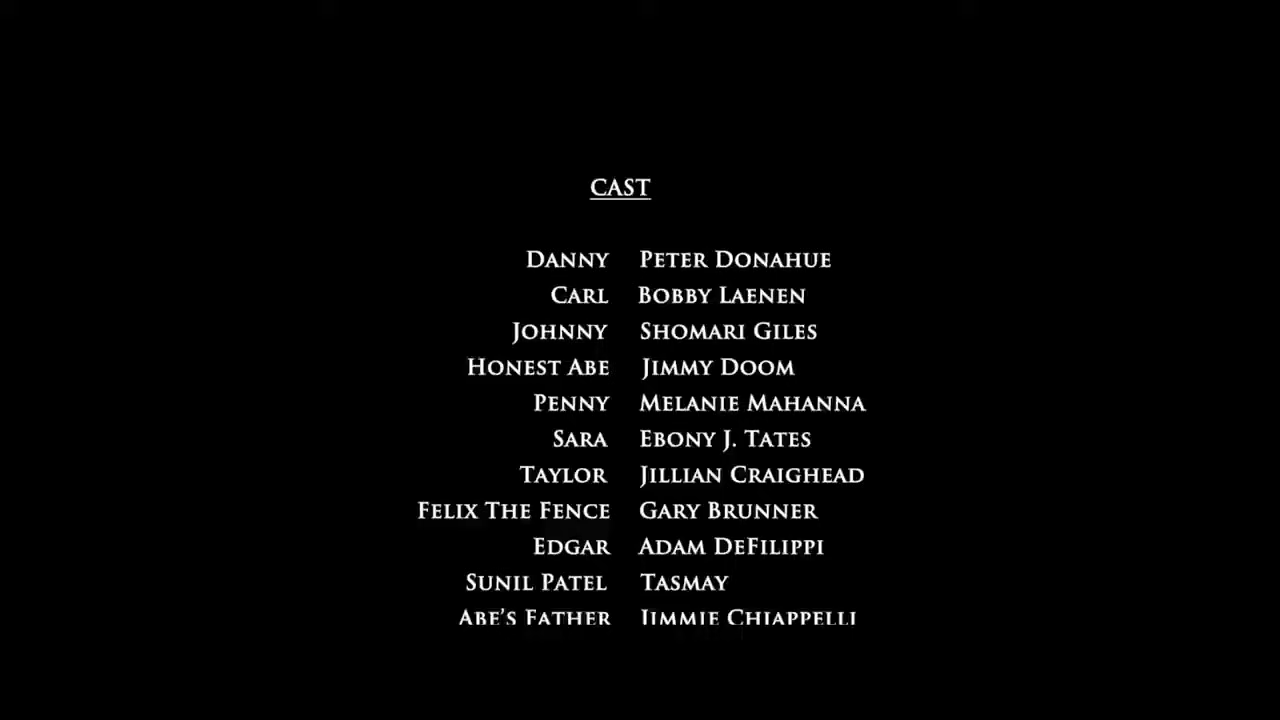 CAST
DANNY PETER DONAHUE
CARL BOBBY LAENEN
JOHNNY SHOMARI GILES
HONEST ABE JIMMY DOOM
PENNY MELANIE MAHANNA
SARA EBONY J. TATES
TAYLOR JILLIAN CRAIGHEAD
FELIX THE FENCE GARY BRUNNER
EDGAR ADAM DEFILIPPI
SUNIL PATEL TASMAY
ABE'S FATHER JIMMIE CHIAPPELLI